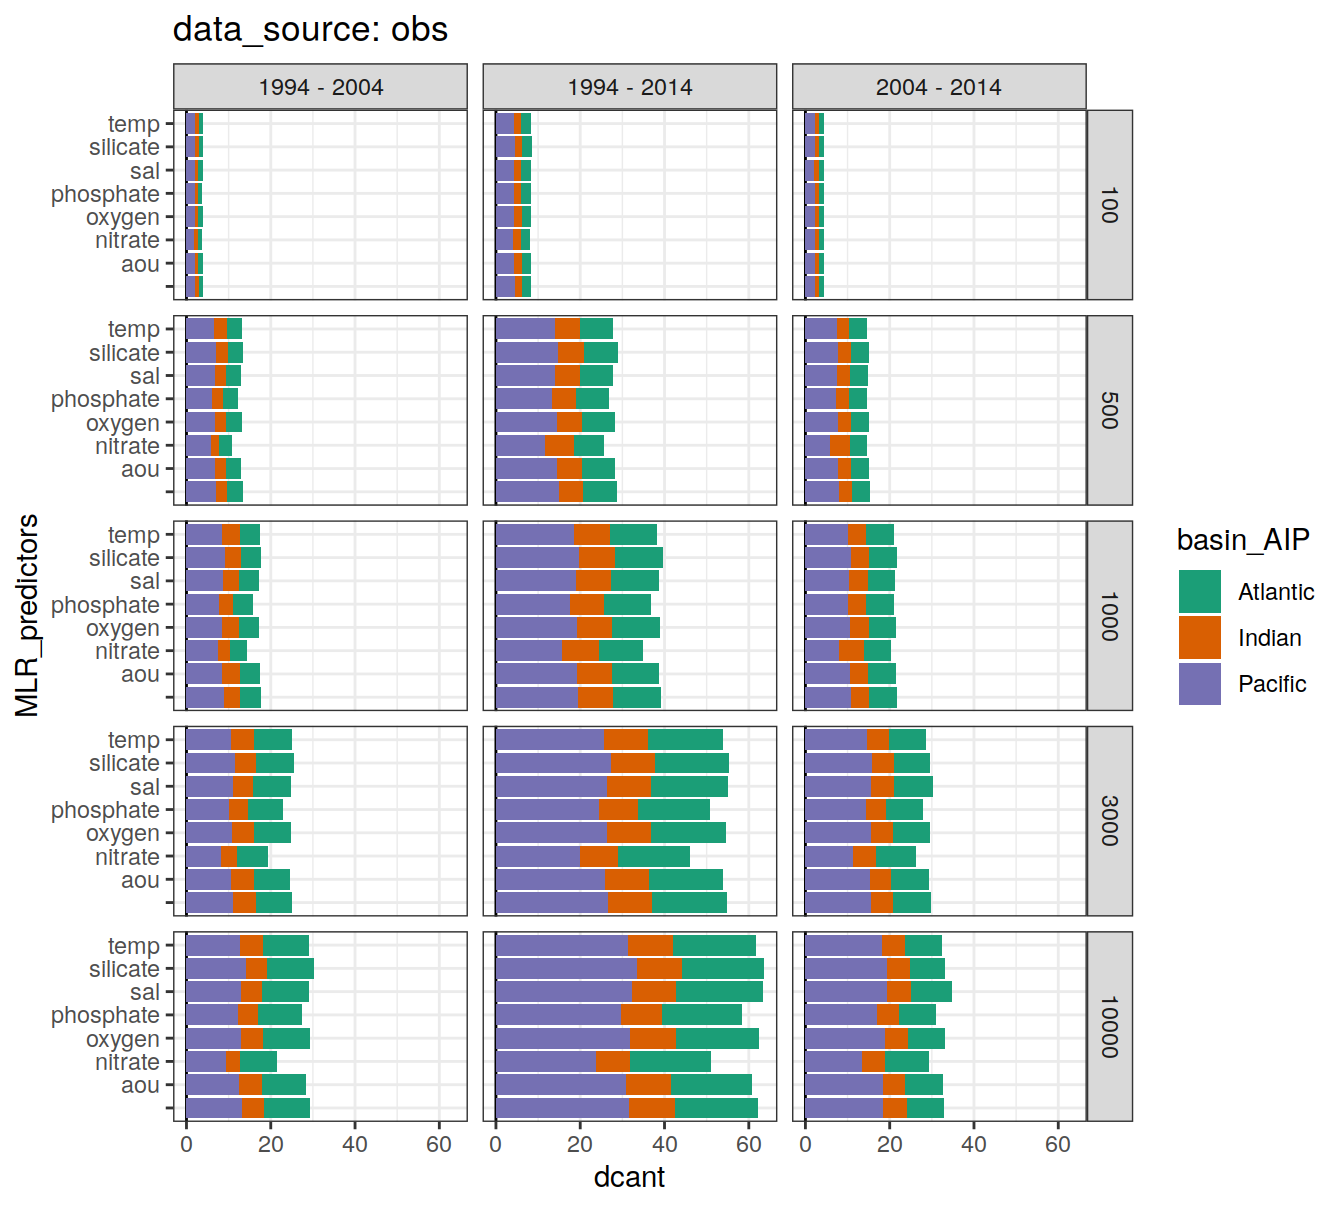 data_source: obs
1994 - 2004
1994 - 2014
2004 - 2014
temp
silicate
sal
phosphate
oxygen
nitrate
aou
100
temp
silicate
sal
phosphate
oxygen
nitrate
aou
500
temp
silicate
sal
phosphate
oxygen
nitrate
aou
1000
temp
silicate
sal
phosphate
oxygen
nitrate
aou
3000
temp
silicate
sal
phosphate
oxygen
nitrate
aou
10000
0 20 40 60
0 20 40 60
0 20 40 60
dcant
MLR_predictors
basin_AIP
Atlantic
Indian
Pacific